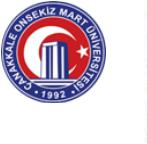 ÇANAKKALE ONSEKİZ MART ÜNİVERSİTESİ
• 1992 •